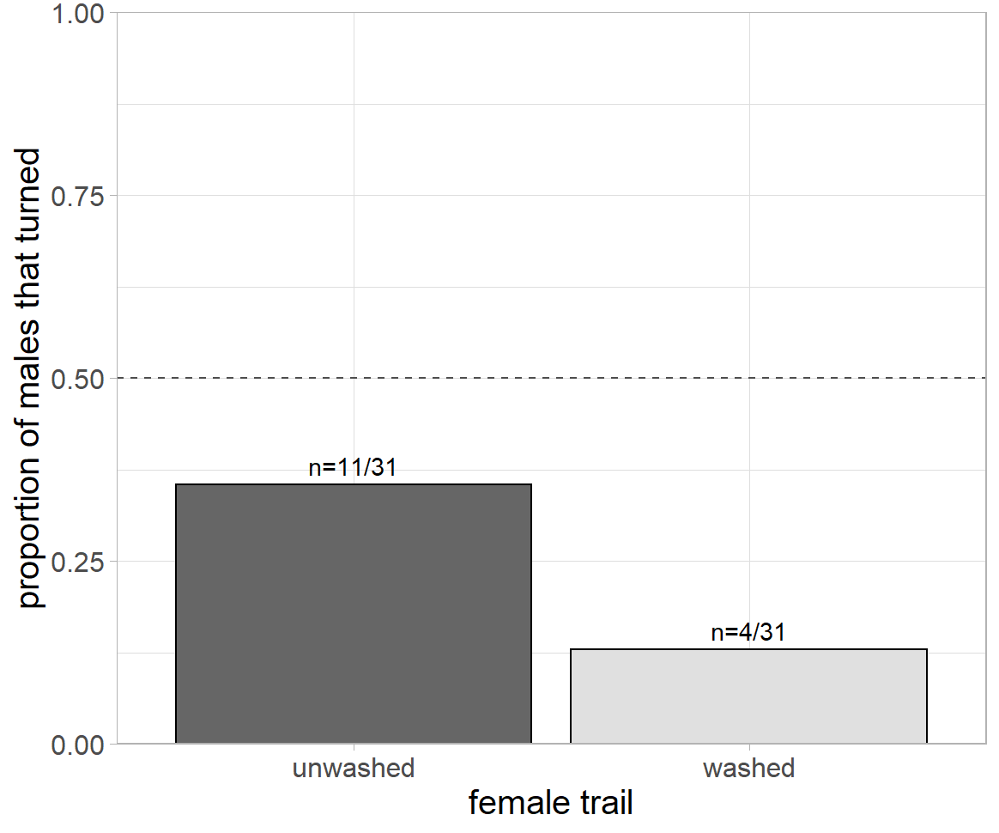 1.00
0.75
0.50
0.25
0.00
proportion of males that turned
n=11/31
n=4/31
unwashed
washed
female trail